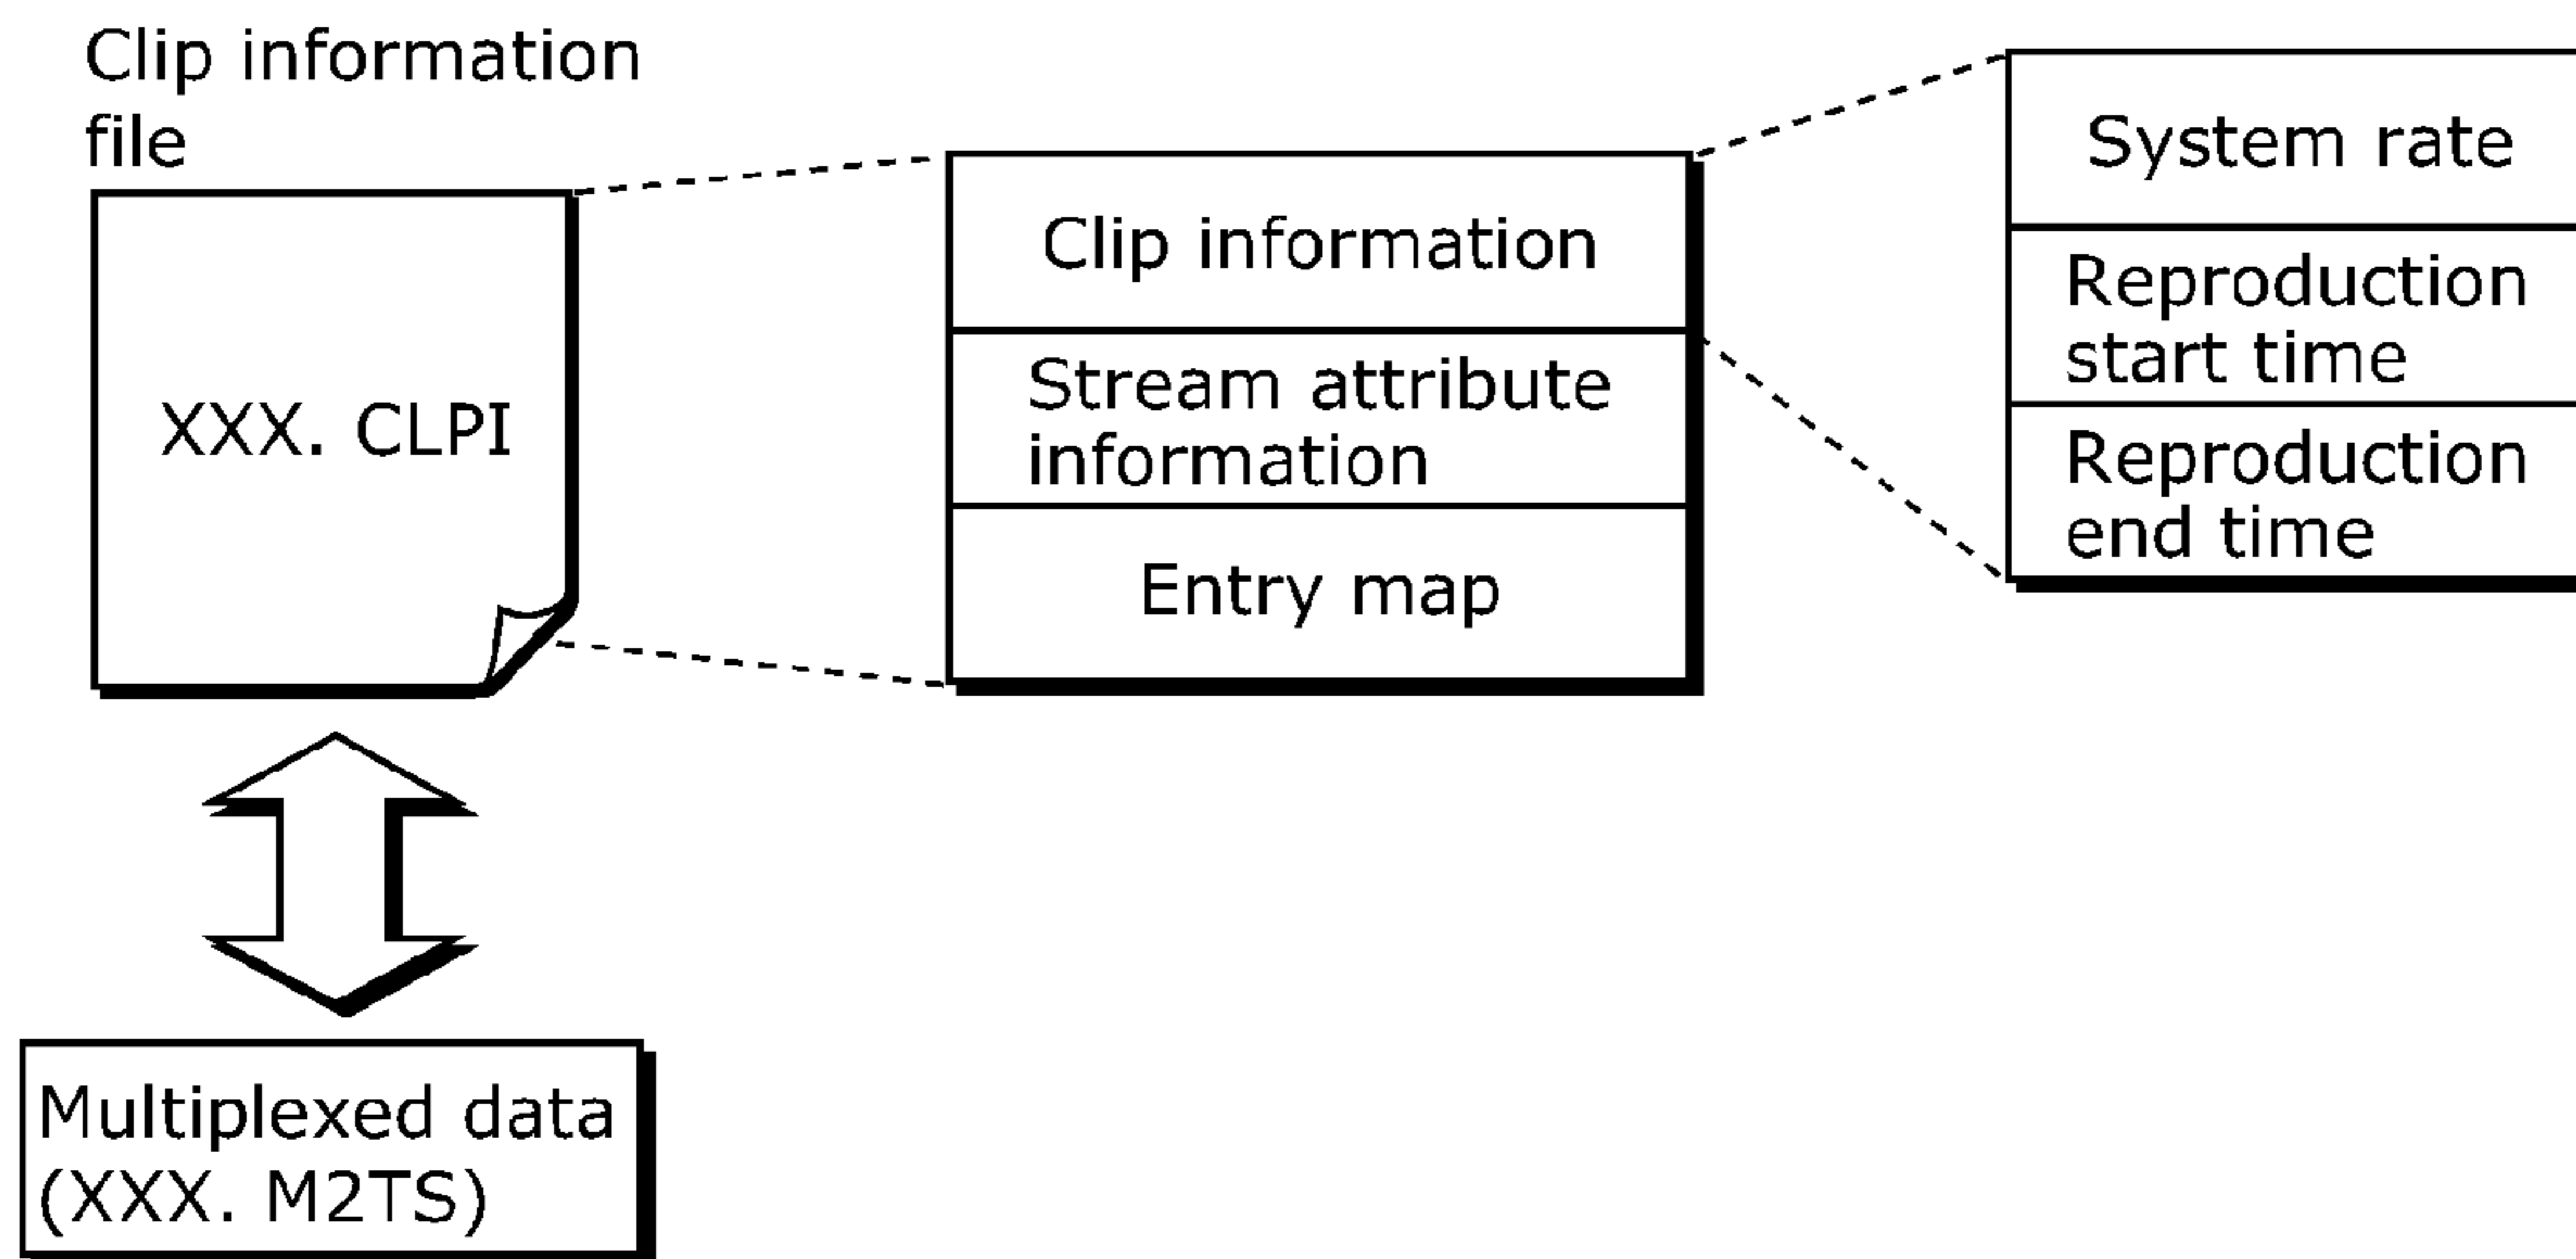 Clip information
file
XXX. CLPI
Clip information
Stream attribute
information
Entry map
System rate
Reproduction
start time
Reproduction
end time
Multiplexed data
(XXX. M2TS)